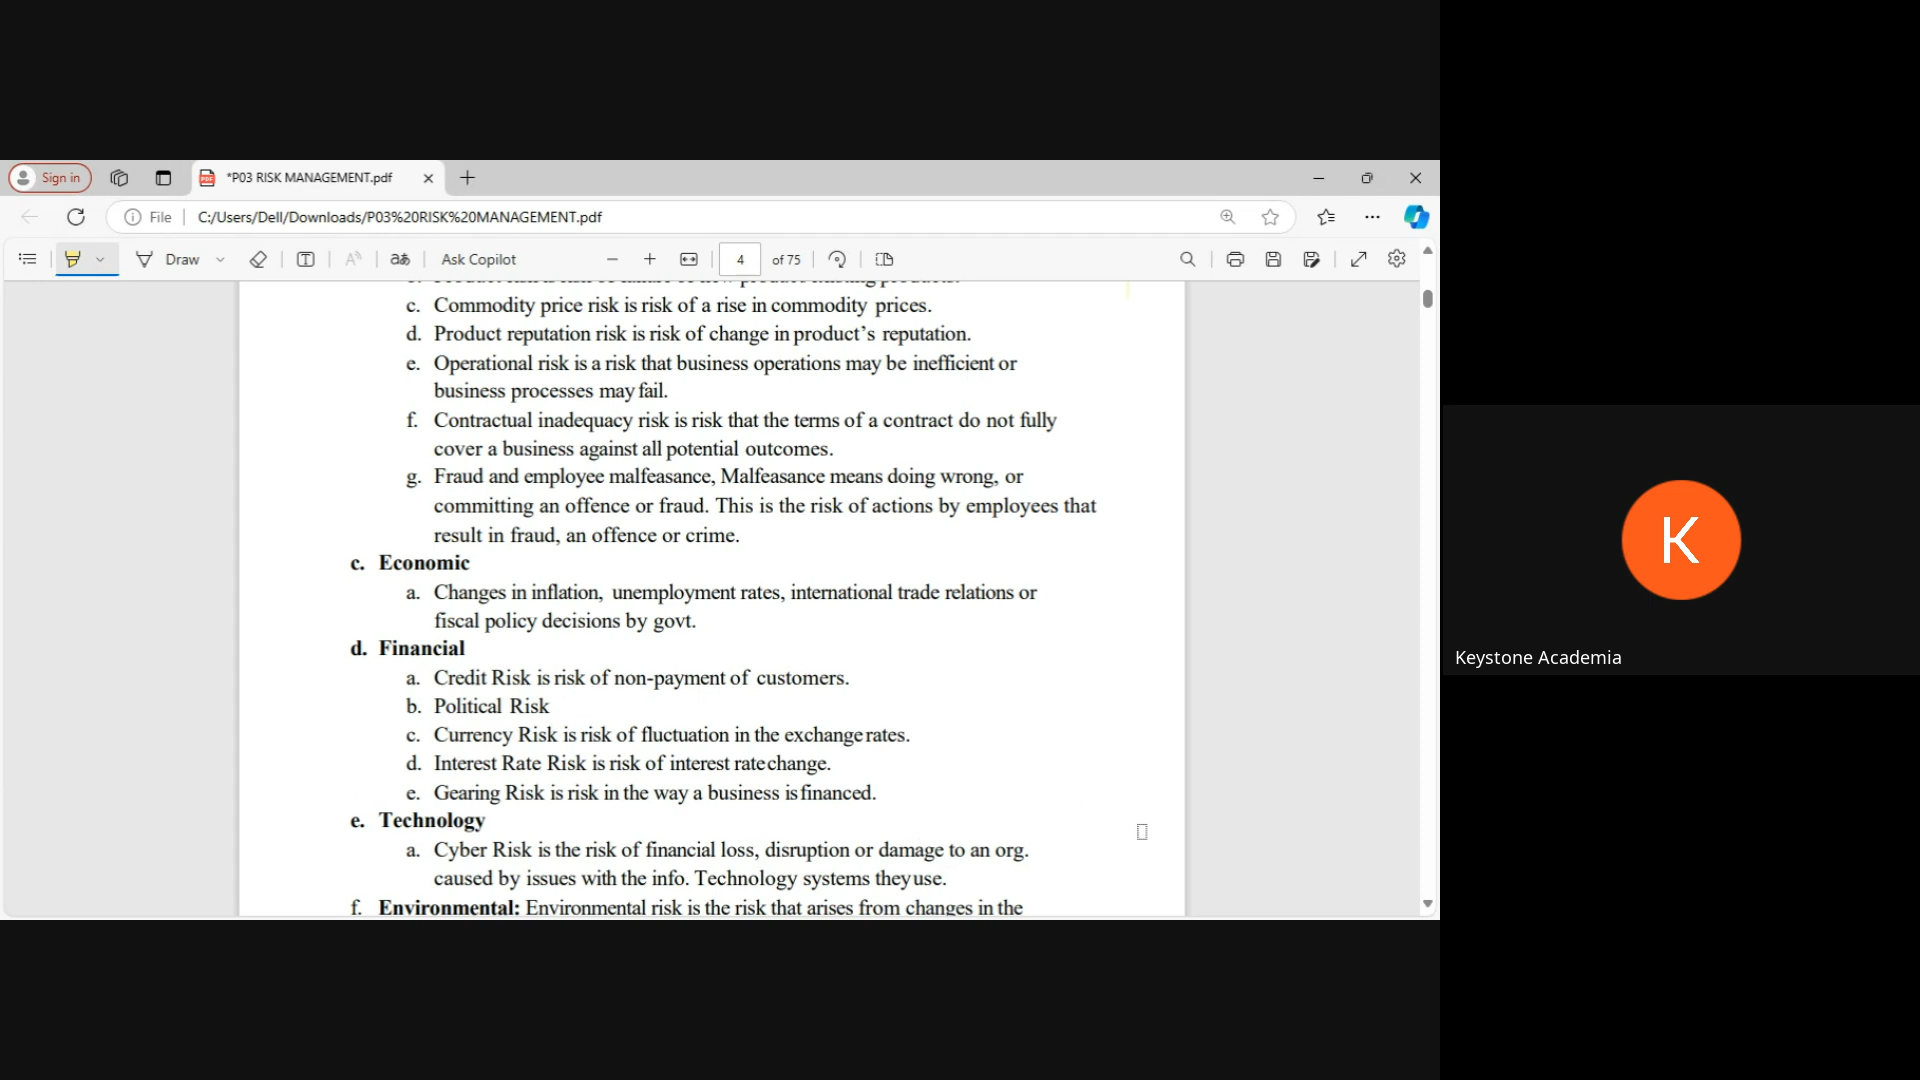 Sign in
*P03 RISK MANAGEMENT.pdf
File
C:/Users/Dell/Downloads/P03%20RISK%20MANAGEMENT.pdf
Draw
aあ
Ask Copilot
4 of 75
c. Commodity price risk is risk of a rise in commodity prices.
d. Product reputation risk is risk of change in product's reputation.
e. Operational risk is a risk that business operations may be inefficient or
business processes may fail.
f. Contractual inadequacy risk is risk that the terms of a contract do not fully
cover a business against all potential outcomes.
g. Fraud and employee malfeasance, Malfeasance means doing wrong, or
committing an offence or fraud. This is the risk of actions by employees that
result in fraud, an offence or crime.
c. Economic
a. Changes in inflation, unemployment rates, international trade relations or
fiscal policy decisions by govt.
d. Financial
a. Credit Risk is risk of non-payment of customers.
b. Political Risk
c. Currency Risk is risk of fluctuation in the exchange rates.
d. Interest Rate Risk is risk of interest rate change.
e. Gearing Risk is risk in the way a business is financed.
e. Technology
a. Cyber Risk is the risk of financial loss, disruption or damage to an org.
caused by issues with the info. Technology systems they use.
f. Environmental: Environmental risk is the risk that arises from changes in the
K
Keystone Academia